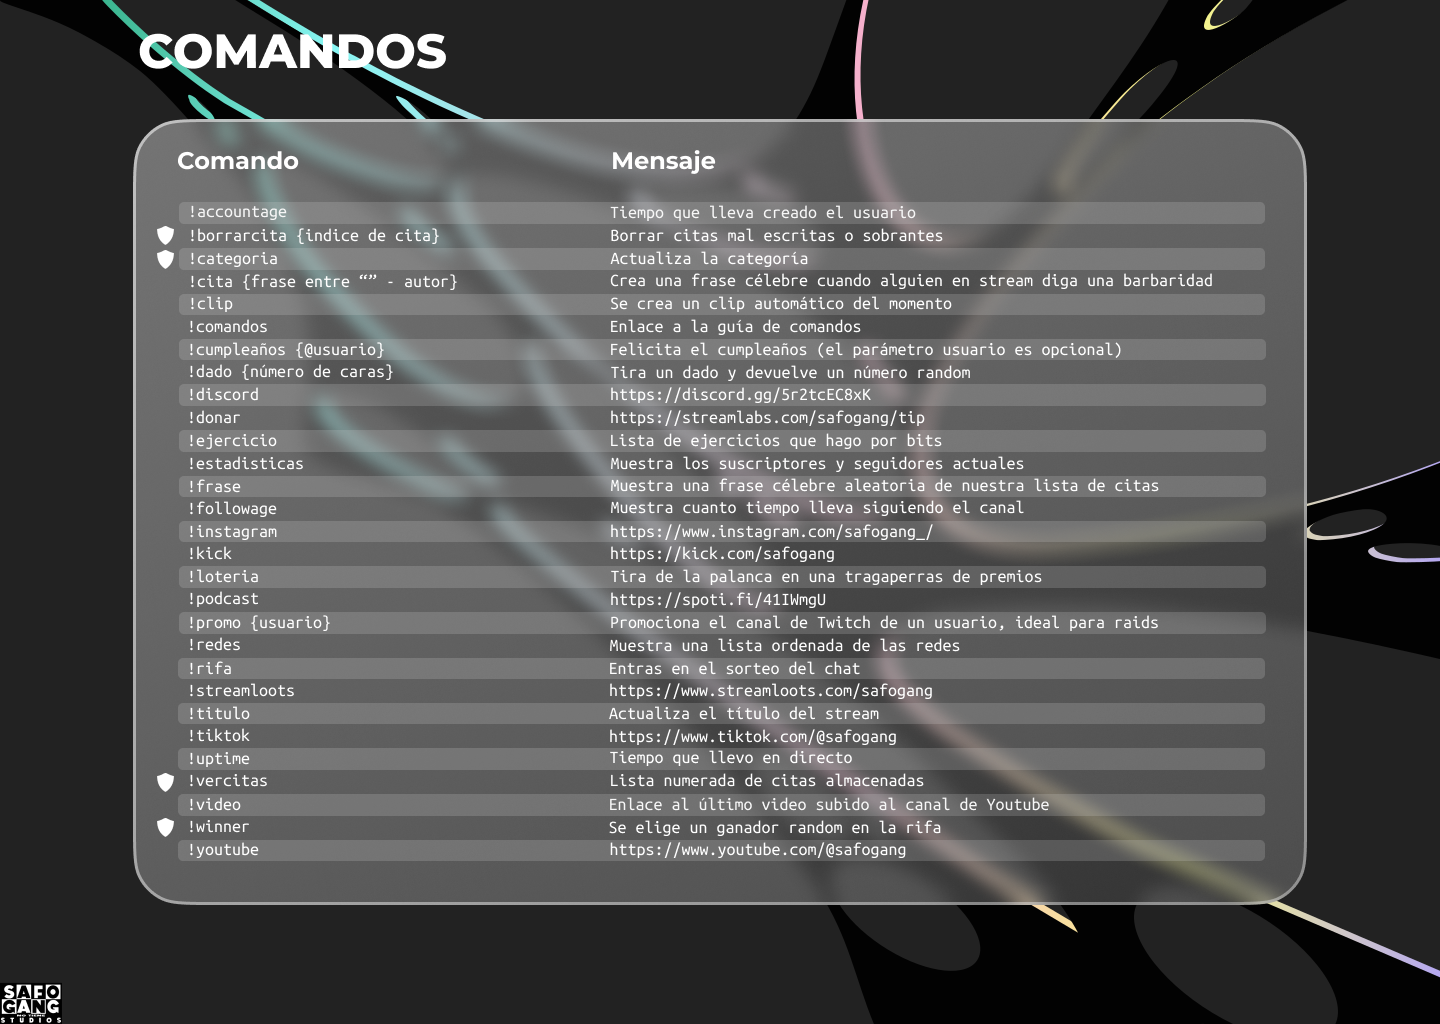 COMANDOS
Comando Mensaje
!accountage Tiempo que lleva creado el usuario
!borrarcita {indice de cita} Borrar citas mal escritas o sobrantes
!categoria Actualiza la categoría
!cita {frase entre “” - autor} Crea una frase célebre cuando alguien en stream diga una barbaridad
!clip Se crea un clip automático del momento
!comandos Enlace a la guía de comandos
!cumpleaños {@usuario} Felicita el cumpleaños (el parámetro usuario es opcional)
!dado {número de caras} Tira un dado y devuelve un número random
!discord https://discord.gg/5r2tcEC8xK
!donar https://streamlabs.com/safogang/tip
!ejercicio Lista de ejercicios que hago por bits
!estadisticas Muestra los suscriptores y seguidores actuales
!frase Muestra una frase célebre aleatoria de nuestra lista de citas
!followage Muestra cuanto tiempo lleva siguiendo el canal
!instagram https://www.instagram.com/safogang_/
!kick https://kick.com/safogang
!loteria Tira de la palanca en una tragaperras de premios
!podcast https://spoti.fi/41IWmgU
!promo {usuario} Promociona el canal de Twitch de un usuario, ideal para raids
!redes Muestra una lista ordenada de las redes
!rifa Entras en el sorteo del chat
!streamloots https://www.streamloots.com/safogang
!titulo Actualiza el título del stream
!tiktok https://www.tiktok.com/@safogang
!uptime Tiempo que llevo en directo
!vercitas Lista numerada de citas almacenadas
!video Enlace al último video subido al canal de Youtube
!winner Se elige un ganador random en la rifa
!youtube https://www.youtube.com/@safogang
SAFO
GANG
STUDIOS